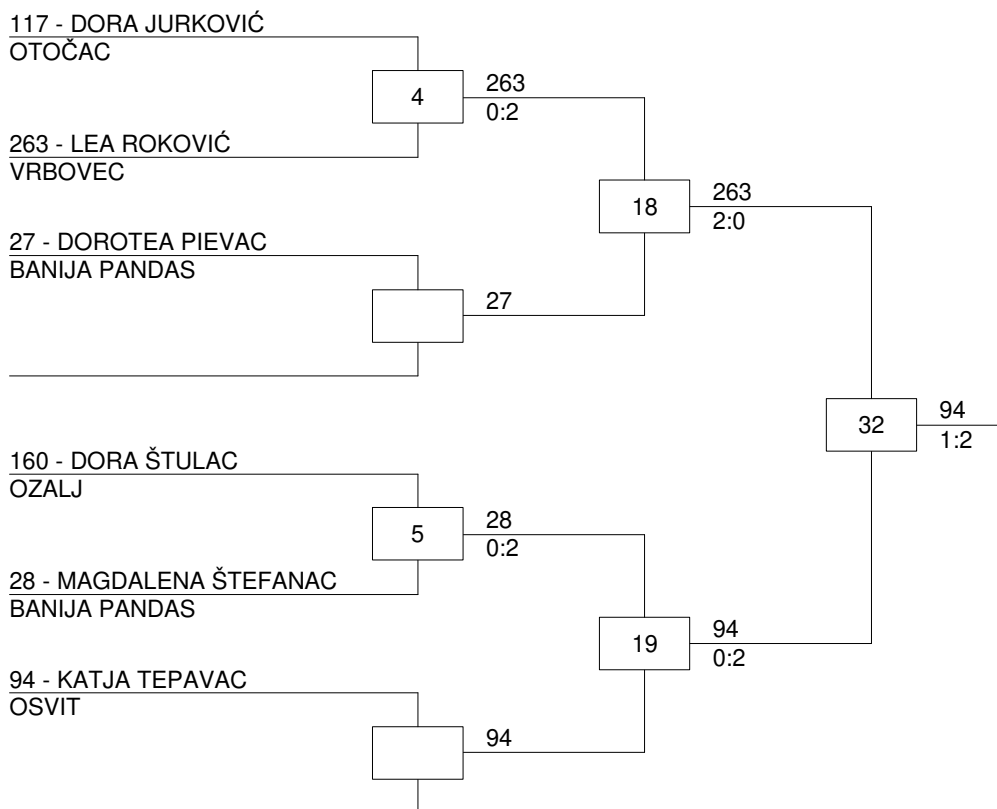 117 - DORA JURKOVIĆ
OTOČAC
4
263
0:2
263 - LEA ROKOVIĆ
VRBOVEC
18
263
2:0
27 - DOROTEA PIEVAC
BANIJA PANDAS
27
32
94
1:2
160 - DORA ŠTULAC
OZALJ
5
28
0:2
28 - MAGDALENA ŠTEFANAC
BANIJA PANDAS
19
94
0:2
94 - KATJA TEPAVAC
OSVIT
94